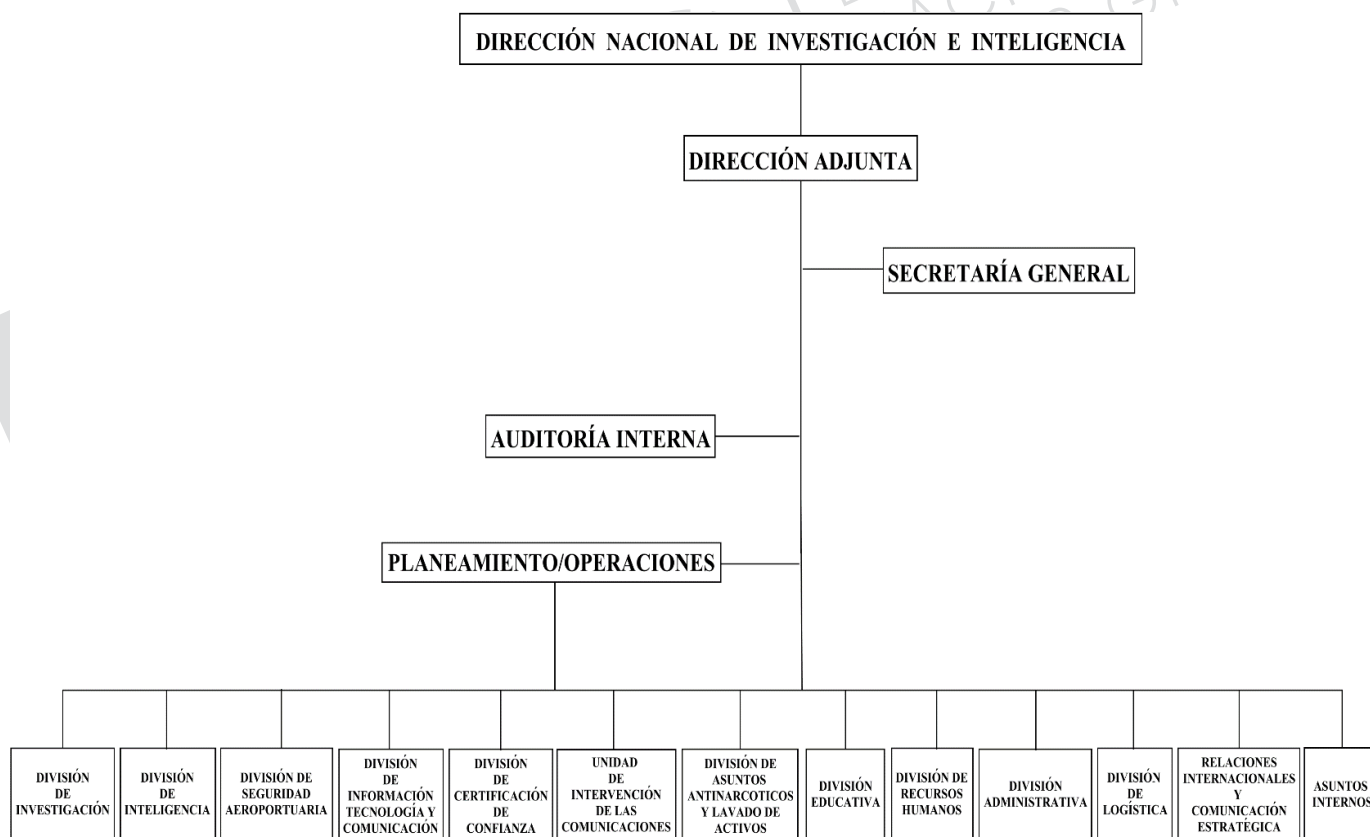 DIRECCIÓN NACIONAL DE INVESTIGACIÓN E INTELIGENCIA
DIRECCIÓN ADJUNTA
SECRETARÍA GENERAL
AUDITORÍA INTERNA
PLANEAMIENTO/OPERACIONES
DIVISIÓN
DE
INVESTIGACIÓN
DIVISIÓN
DE
INTELIGENCIA
DIVISIÓN DE
SEGURIDAD
AEROPORTUARIA
DIVISIÓN
DE
INFORMACIÓN
TECNOLOGÍA Y
COMUNICACIÓN
DIVISIÓN
DE
CERTIFICACIÓN
DE
CONFIANZA
UNIDAD
DE
INTERVENCIÓN
DE LAS
COMUNICACIONES
DIVISIÓN DE
ASUNTOS
ANTINARCOTICOS
Y LAVADO DE
ACTIVOS
DIVISIÓN
EDUCATIVA
DIVISIÓN DE
RECURSOS
HUMANOS
DIVISIÓN
ADMINISTRATIVA
DIVISIÓN
DE
LOGÍSTICA
RELACIONES
INTERNACIONALES
Y
COMUNICACIÓN
ESTRATÉGICA
ASUNTOS
INTERNOS